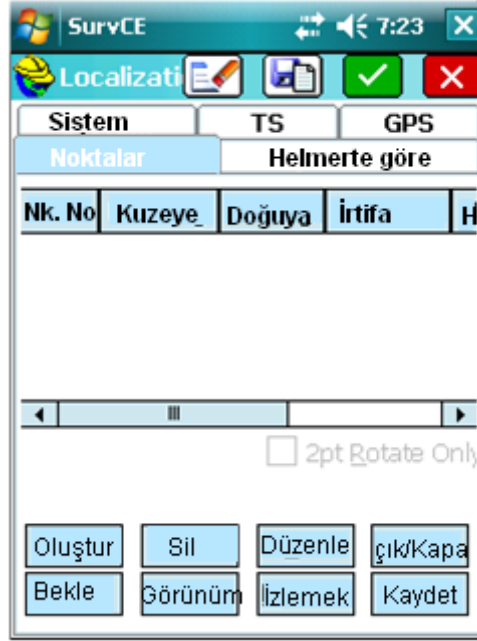 SurvCE 7:23
Localizati
Sistem TS GPS
Noktalar Helmerte göre
Nk. No Kuzeye_ Doğuya İrtifa H
2pt Rotate Only
Oluştur Sil Düzenle çık/Kapa
Bekle Görünüm İzlemek Kaydet